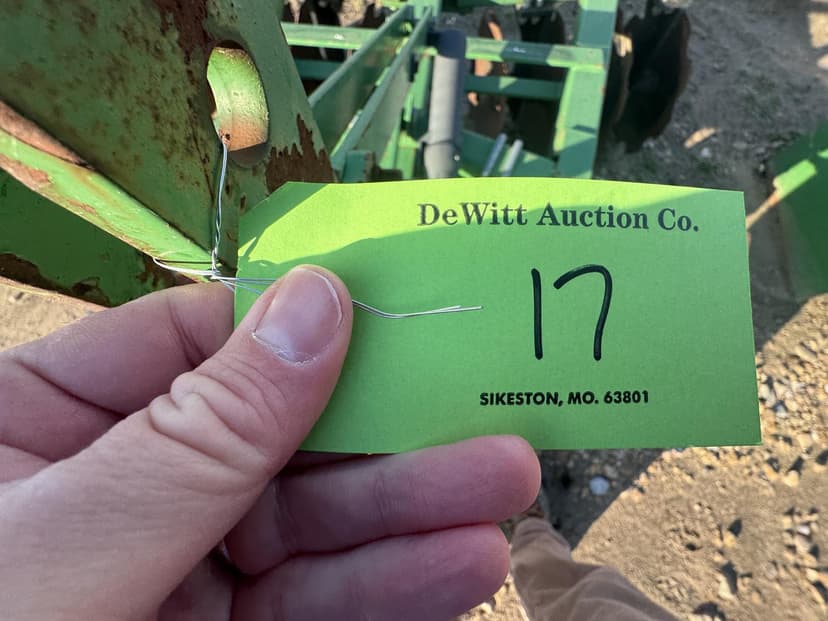 DeWitt Auction Co.
17
SIKESTON, MO. 63801